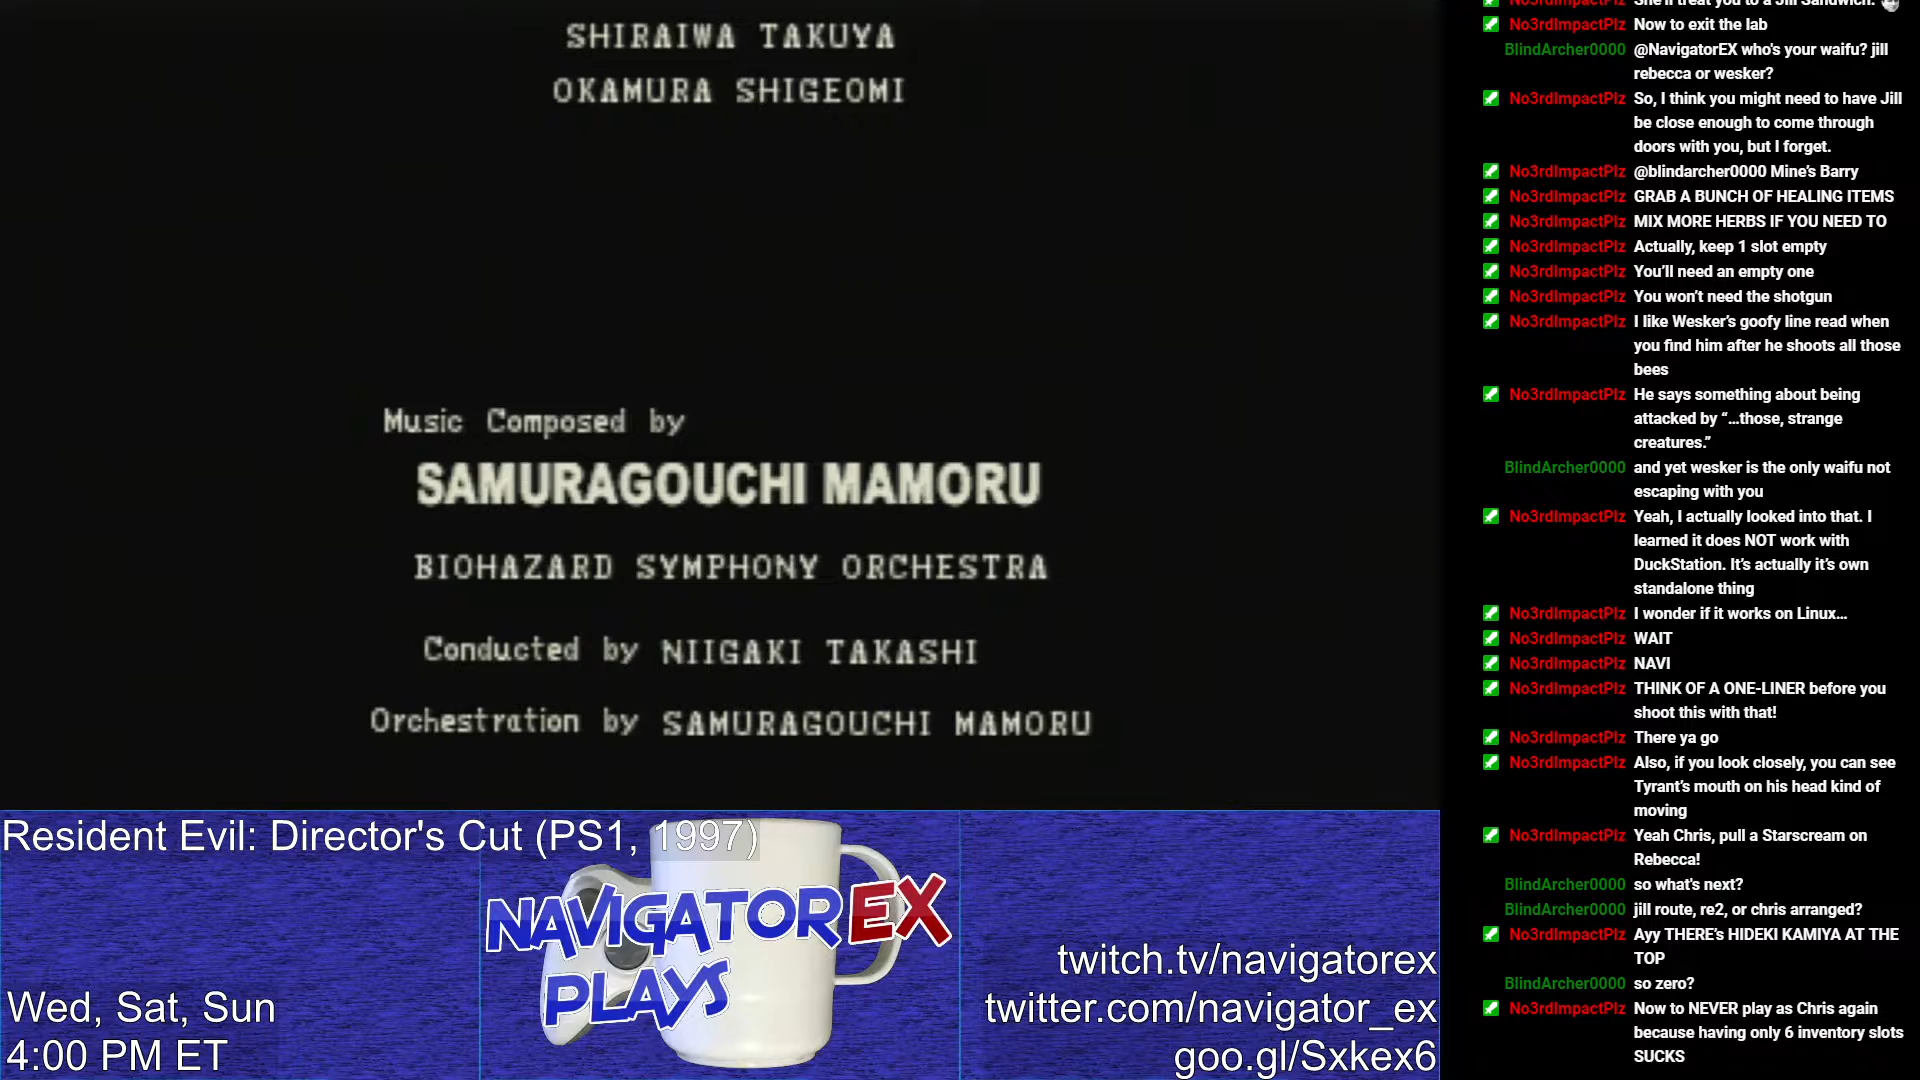 SHIRAIWA TAKUYA
OKAMURA SHIGEOMI
Music Composed by
SAMURAGOUCHI MAMORU
BIOHAZARD SYMPHONY ORCHESTRA
Conducted by NIIGAKI TAKASHI
Orchestration by SAMURAGOUCHI MAMORU
Resident Evil: Director's Cut (PS1, 1997)
NAVIGATOREX
PLAYS
Wed, Sat, Sun
4:00 PM ET
twitch.tv/navigatorex
twitter.com/navigator_ex
goo.gl/Sxkex6
No3rdImpactPlz She'll treat you to a Jill Sandwich.
No3rdImpactPlz Now to exit the lab
BlindArcher0000 @NavigatorEX who's your waifu? jill
rebecca or wesker?
No3rdImpactPlz So, I think you might need to have Jill
be close enough to come through
doors with you, but I forget.
No3rdImpactPlz @blindarcher0000 Mine's Barry
No3rdImpactPlz GRAB A BUNCH OF HEALING ITEMS
No3rdImpactPlz MIX MORE HERBS IF YOU NEED TO
No3rdImpactPlz Actually, keep 1 slot empty
No3rdImpactPlz You'll need an empty one
No3rdImpactPlz You won't need the shotgun
No3rdImpactPlz I like Wesker's goofy line read when
you find him after he shoots all those
bees
No3rdImpactPlz He says something about being
attacked by “...those, strange
creatures.”
BlindArcher0000 and yet wesker is the only waifu not
escaping with you
No3rdImpactPlz Yeah, I actually looked into that. I
learned it does NOT work with
DuckStation. It's actually it's own
standalone thing
No3rdImpactPlz I wonder if it works on Linux...
No3rdImpactPlz WAIT
No3rdImpactPlz NAVI
No3rdImpactPlz THINK OF A ONE-LINER before you
shoot this with that!
No3rdImpactPlz There ya go
No3rdImpactPlz Also, if you look closely, you can see
Tyrant's mouth on his head kind of
moving
No3rdImpactPlz Yeah Chris, pull a Starscream on
Rebecca!
BlindArcher0000 so what's next?
BlindArcher0000 jill route, re2, or chris arranged?
No3rdImpactPlz Ayy THERE's HIDEKI KAMIYA AT THE
TOP
BlindArcher0000 so zero?
No3rdImpactPlz Now to NEVER play as Chris again
because having only 6 inventory slots
SUCKS